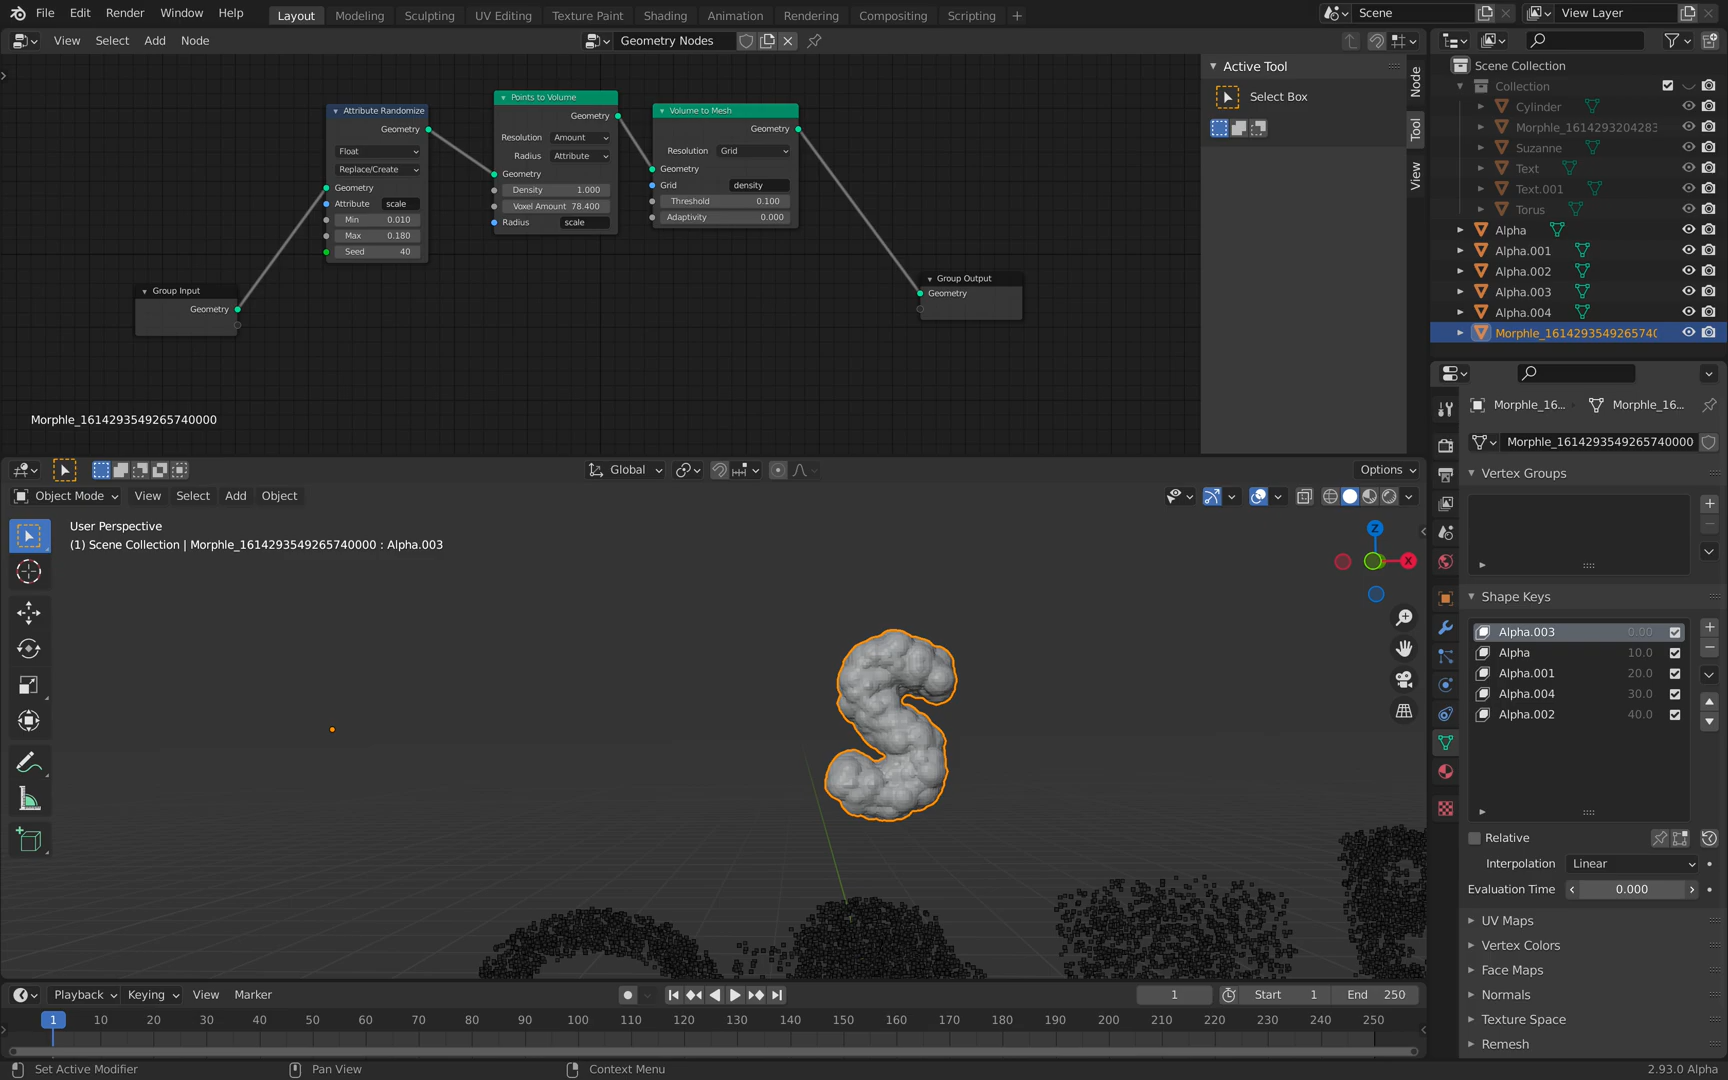 File Edit Render Window Help
Layout Modeling Sculpting UV Editing Texture Paint Shading Animation Rendering Compositing Scripting +
Scene
View Layer
View Select Add Node
Geometry Nodes
Attribute Randomize
Geometry
Float
Replace/Create
Geometry
Attribute scale
Min 0.010
Max 0.180
Seed 40
Points to Volume
Geometry
Resolution Amount
Radius Attribute
Geometry
Density 1.000
Voxel Amount 78.400
Radius scale
Volume to Mesh
Geometry
Resolution Grid
Geometry
Grid density
Threshold 0.100
Adaptivity 0.000
Group Input
Geometry
Group Output
Geometry
Morphle_1614293549265740000
Active Tool
Select Box
Node
Tool
View
Scene Collection
Collection
Cylinder
Morphle_1614293204283
Suzanne
Text
Text.001
Torus
Alpha
Alpha.001
Alpha.002
Alpha.003
Alpha.004
Morphle_161429354926574
Morphle_16... Morphle_16...
Morphle_1614293549265740000
Vertex Groups
Shape Keys
Alpha.003 0.00
Alpha 10.0
Alpha.001 20.0
Alpha.004 30.0
Alpha.002 40.0
Relative
Interpolation Linear
Evaluation Time 0.000
UV Maps
Vertex Colors
Face Maps
Normals
Texture Space
Remesh
Global
Options
Object Mode View Select Add Object
User Perspective
(1) Scene Collection | Morphle_1614293549265740000 : Alpha.003
Z
X
Playback Keying View Marker
1
Start 1
End 250
1 10 20 30 40 50 60 70 80 90 100 110 120 130 140 150 160 170 180 190 200 210 220 230 240 250
Set Active Modifier
Pan View
Context Menu
2.93.0 Alpha